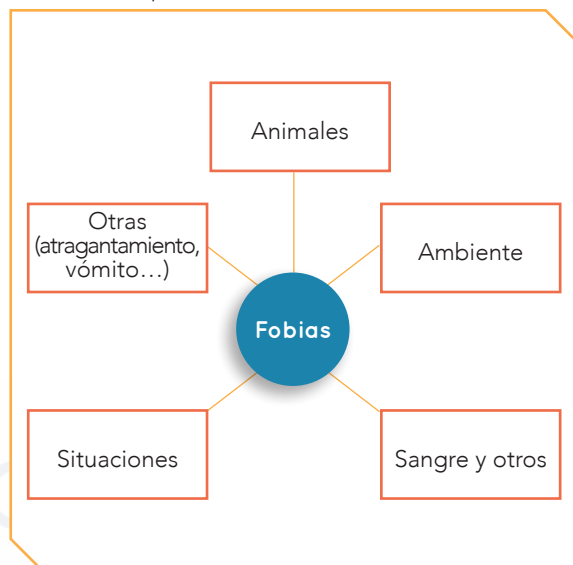 Animales
Otras
(atragantamiento,
vómito...)
Ambiente
Fobias
Situaciones
Sangre y otros